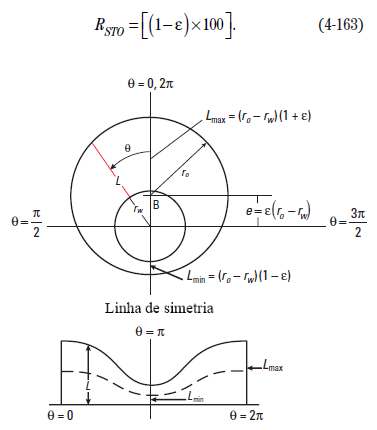 R_STO = [(1–ε)×100]. (4-163)
θ = 0, 2π
L_max = (r_o – r_w)(1 + ε)
θ
L
r_o
r_w
B
e = ε(r_o – r_w)
θ = π/2
θ = 3π/2
L_min = (r_o – r_w)(1 – ε)
Linha de simetria
θ = π
L_max
L
L_min
θ = 0
θ = 2π